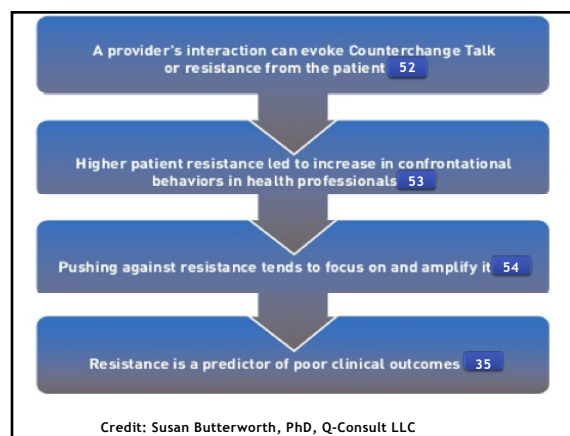 A provider's interaction can evoke Counterchange Talk
or resistance from the patient 52
Higher patient resistance led to increase in confrontational
behaviors in health professionals 53
Pushing against resistance tends to focus on and amplify it 54
Resistance is a predictor of poor clinical outcomes 35
Credit: Susan Butterworth, PhD, Q-Consult LLC